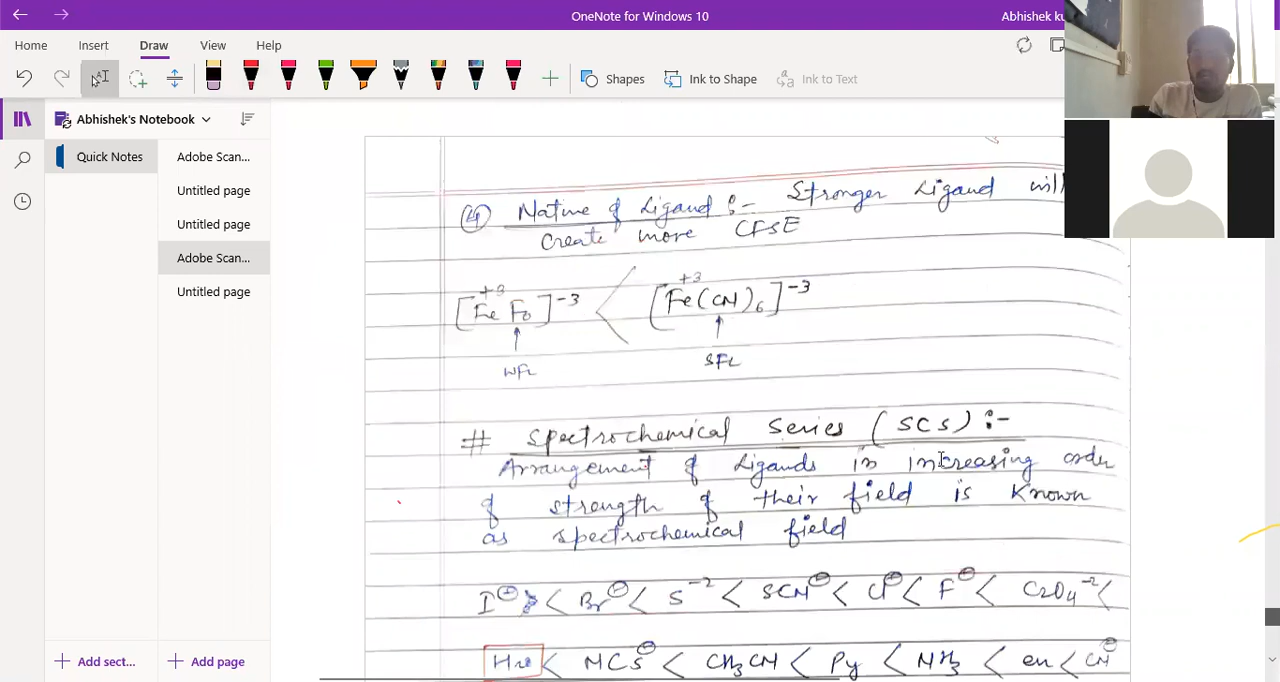 OneNote for Windows 10
Abhishek ku
Home Insert Draw View Help
Shapes Ink to Shape Ink to Text
Abhishek's Notebook
Quick Notes
Adobe Scan...
Untitled page
Untitled page
Adobe Scan...
Untitled page
Add sect...
Add page
④ Nature of Ligand :- Stronger Ligand will
Create more CFSE
[Fe⁺³F₆]⁻³ < [Fe⁺³(CN)₆]⁻³
↑ ↑
WFL SFL
# Spectrochemical Series (SCS) :-
Arrangement of Ligands in increasing order
of strength of their field is Known
as spectrochemical field
I⊖ < Br⊖ < S⁻² < SCN⊖ < Cl⊖ < F⊖ < C₂O₄⁻² <
H₂O < NCS⊖ < CH₃CN < Py < NH₃ < en < CN⊖